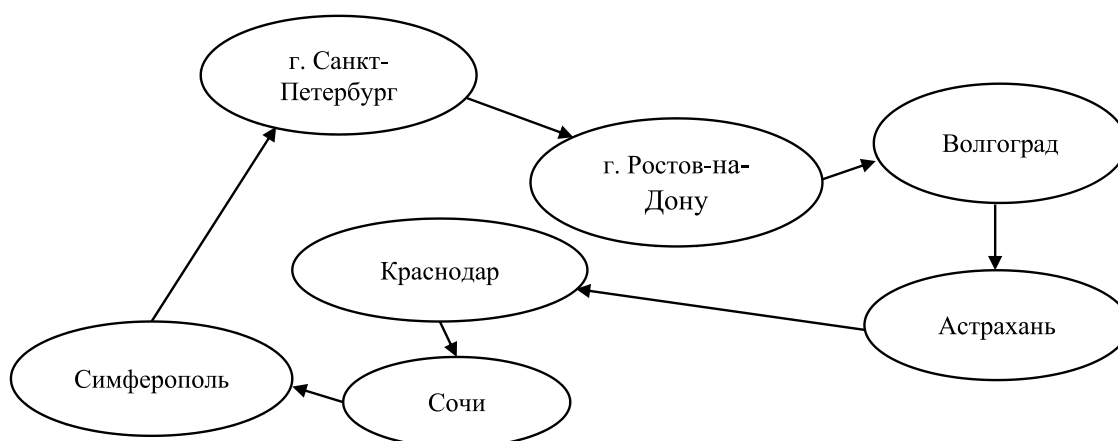 г. Санкт-
Петербург
г. Ростов-на-
Дону
Волгоград
Краснодар
Астрахань
Симферополь
Сочи